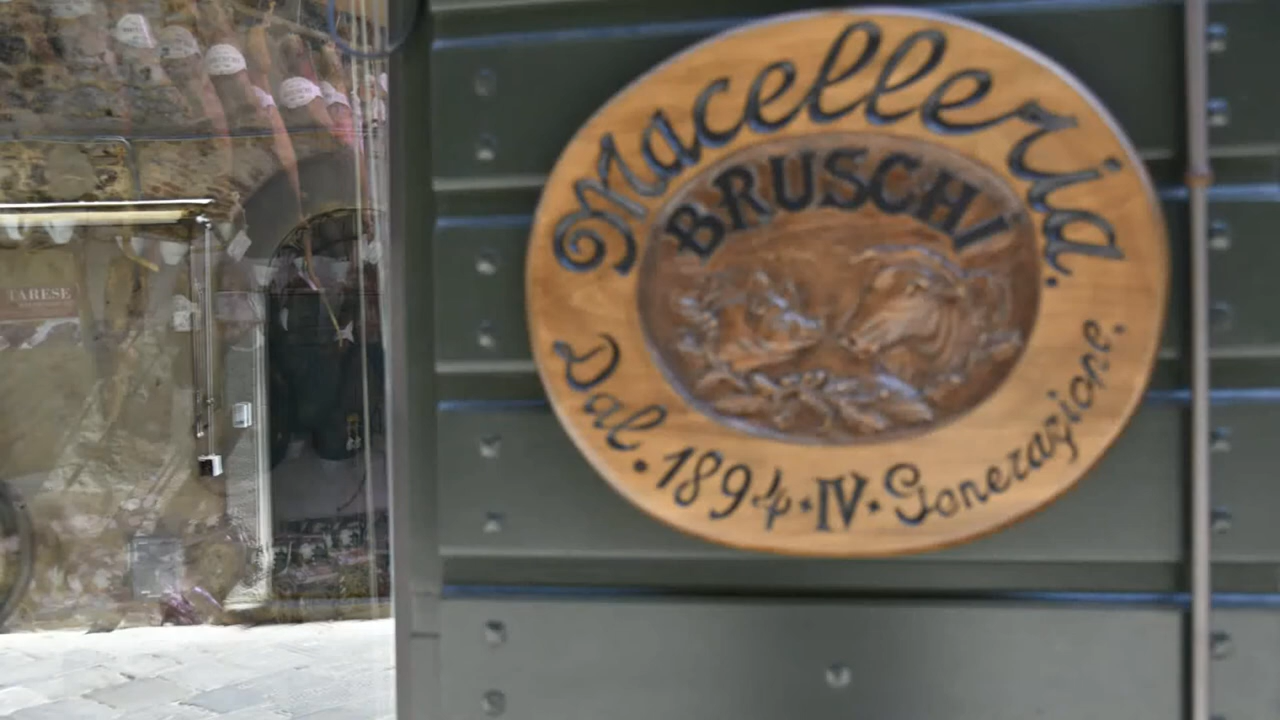 Macelleria.
BRUSCHI
Dal. 1894 • IV • Generazione.
TARESE